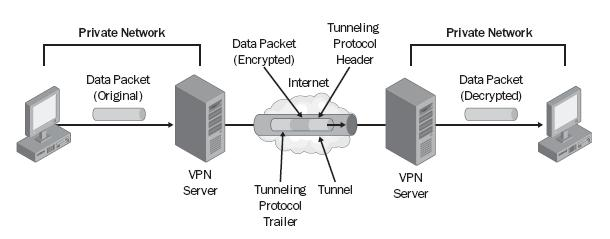 Private Network
Private Network
Tunneling
Protocol
Header
Data Packet
(Encrypted)
Data Packet
(Original)
Internet
Data Packet
(Decrypted)
VPN
Server
Tunneling
Protocol
Trailer
Tunnel
VPN
Server